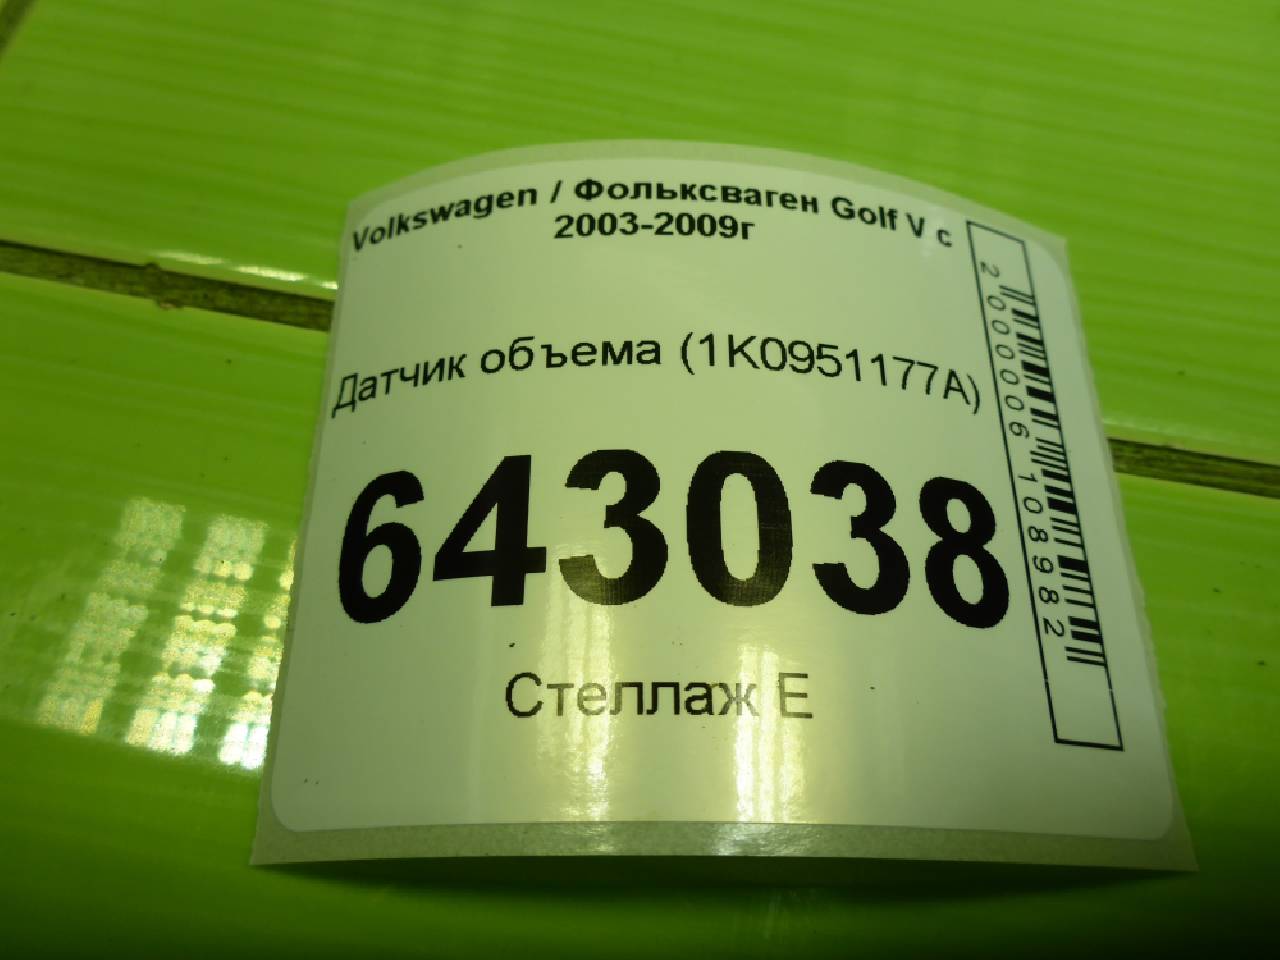 Volkswagen / Фольксваген Golf V с
2003-2009г
Датчик объема (1K0951177A)
643038
Стеллаж Е
2000006108982